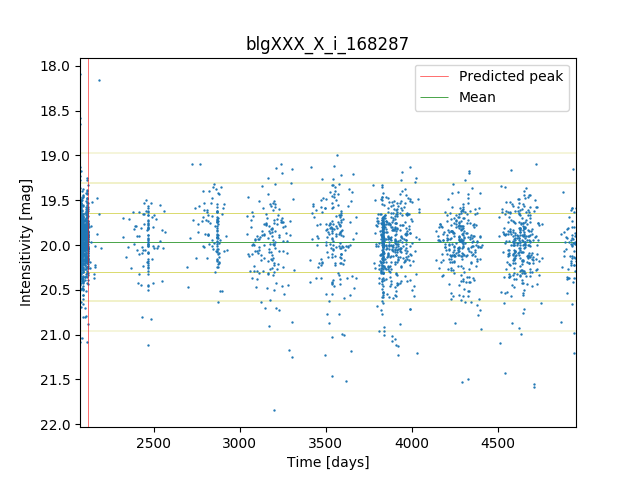 blgXXX_X_i_168287
Predicted peak
Mean
Intensitivity [mag]
18.0
18.5
19.0
19.5
20.0
20.5
21.0
21.5
22.0
2500
3000
3500
4000
4500
Time [days]